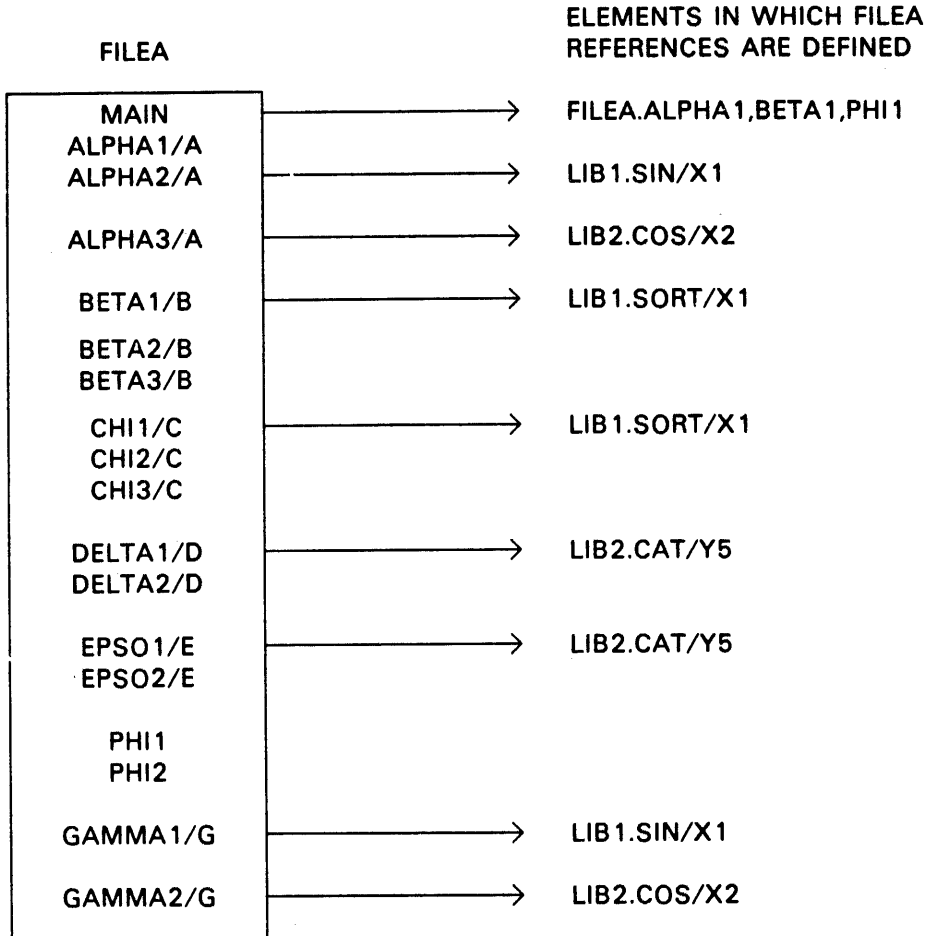 ELEMENTS IN WHICH FILEA
FILEA REFERENCES ARE DEFINED
MAIN FILEA.ALPHA1,BETA1,PHI1
ALPHA1/A
ALPHA2/A LIB1.SIN/X1
ALPHA3/A LIB2.COS/X2
BETA1/B LIB1.SORT/X1
BETA2/B
BETA3/B
CHI1/C LIB1.SORT/X1
CHI2/C
CHI3/C
DELTA1/D LIB2.CAT/Y5
DELTA2/D
EPSO1/E LIB2.CAT/Y5
EPSO2/E
PHI1
PHI2
GAMMA1/G LIB1.SIN/X1
GAMMA2/G LIB2.COS/X2